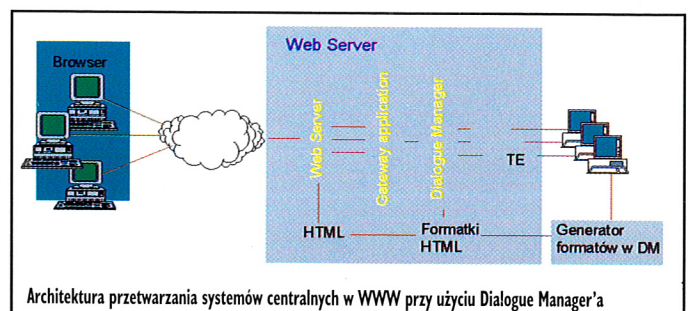 Web Server
Browser
Web Server
Gateway application
Dialogue Manager
TE
HTML
Formatki
HTML
Generator
formatów w DM
Architektura przetwarzania systemów centralnych w WWW przy użyciu Dialogue Manager'a